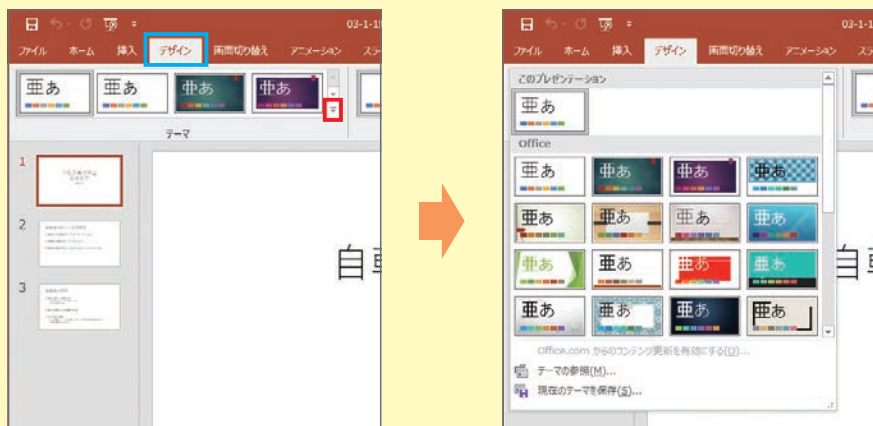 03-1-1
ファイル ホーム 挿入 デザイン 画面切り替え アニメーション スラ
亜あ 亜あ 亜あ 亜あ
テーマ
1
2
3
自
03-1-1
ファイル ホーム 挿入 デザイン 画面切り替え アニメーション スラ
このプレゼンテーション
亜あ
Office
亜あ 亜あ 亜あ 亜あ
亜あ 亜あ 亜あ 亜あ
亜あ 亜あ 亜あ 亜あ
亜あ 亜あ 亜あ 亜あ
自
Office.com からのコンテンツ更新を有効にする(O)...
テーマの参照(M)...
現在のテーマを保存(S)...